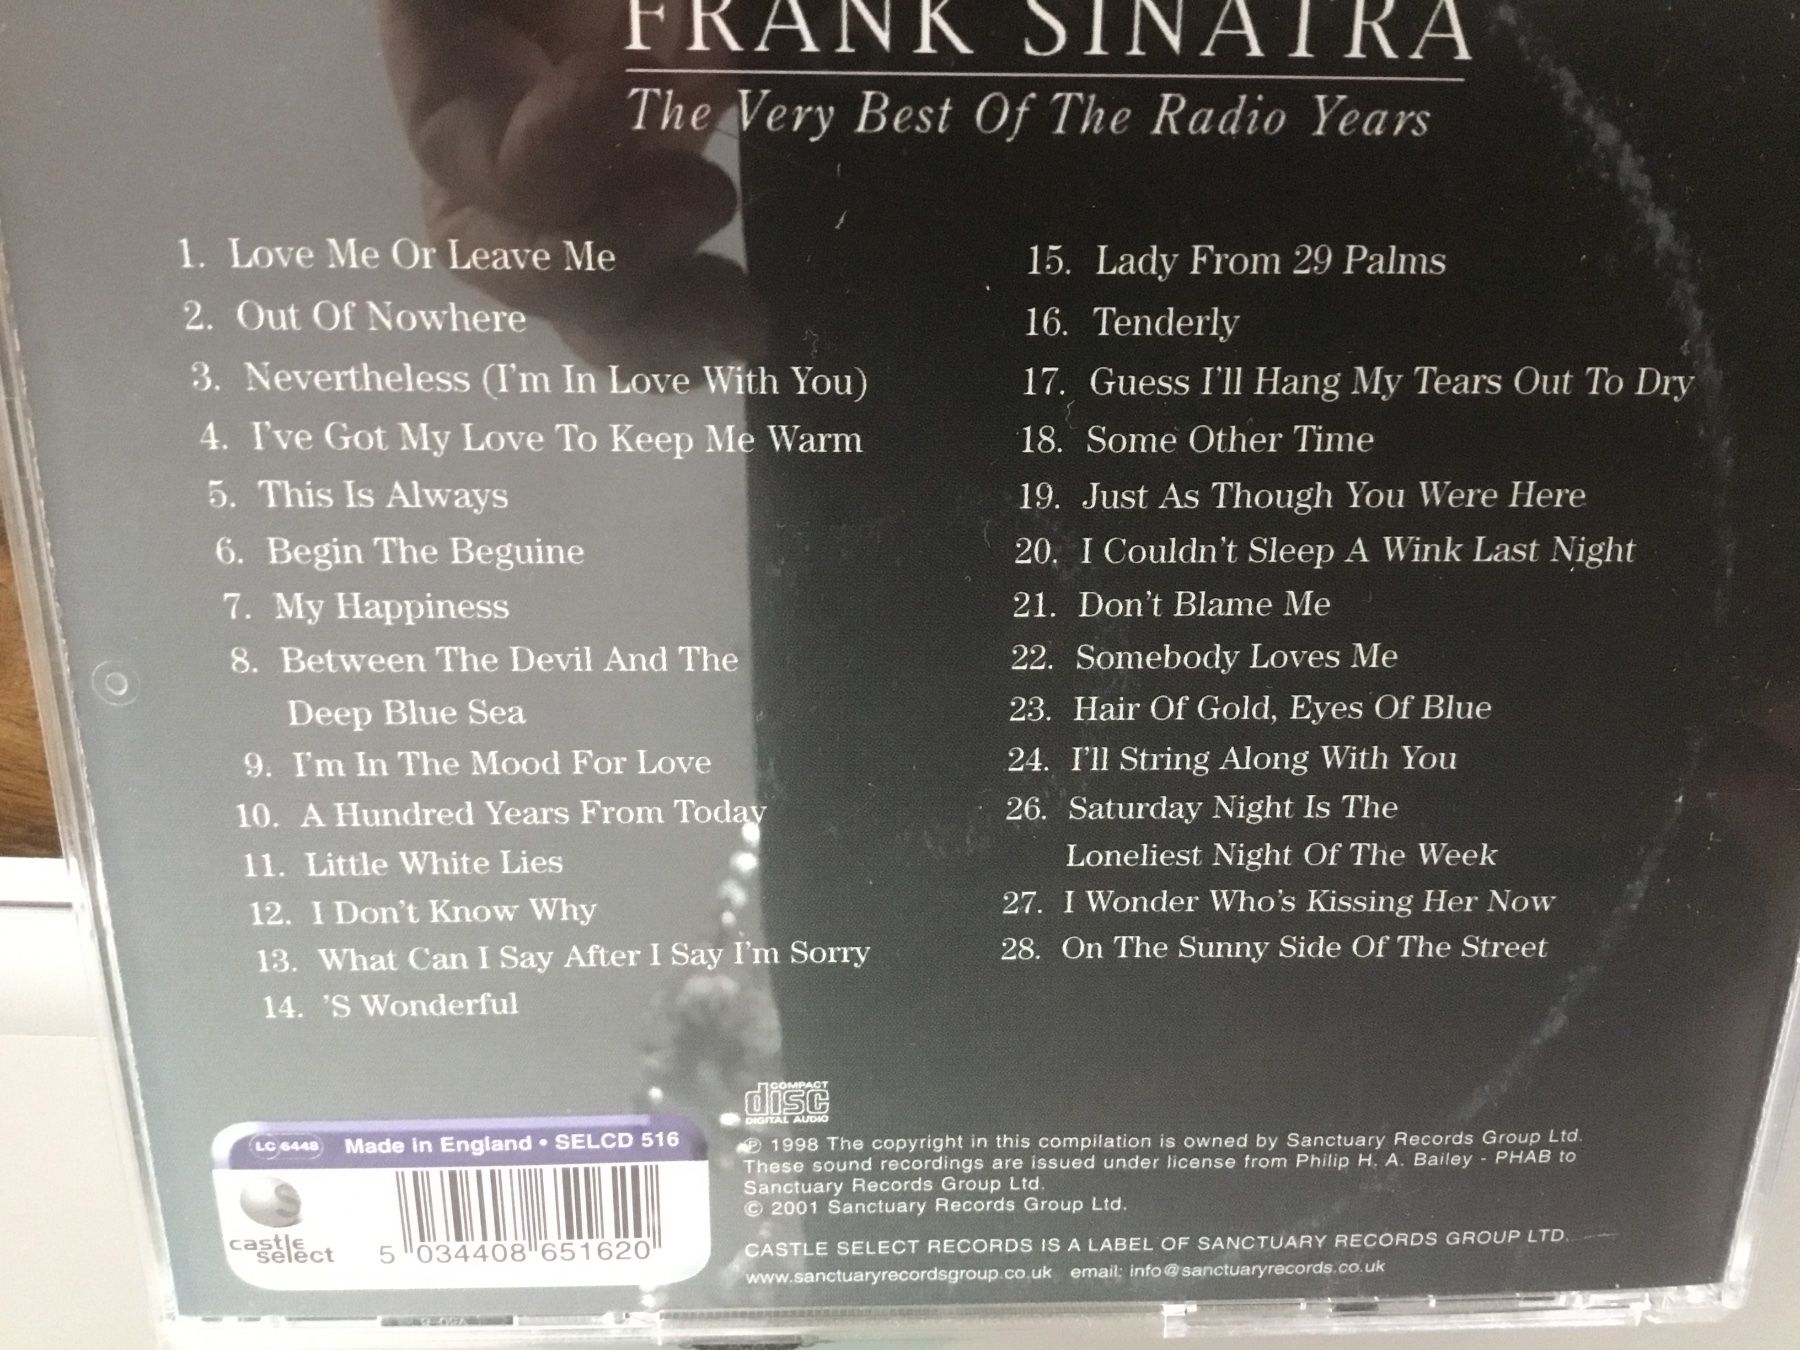 FRANK SINATRA
The Very Best Of The Radio Years
1. Love Me Or Leave Me
2. Out Of Nowhere
3. Nevertheless (I'm In Love With You)
4. I've Got My Love To Keep Me Warm
5. This Is Always
6. Begin The Beguine
7. My Happiness
8. Between The Devil And The
Deep Blue Sea
9. I'm In The Mood For Love
10. A Hundred Years From Today
11. Little White Lies
12. I Don't Know Why
13. What Can I Say After I Say I'm Sorry
14. 'S Wonderful
15. Lady From 29 Palms
16. Tenderly
17. Guess I'll Hang My Tears Out To Dry
18. Some Other Time
19. Just As Though You Were Here
20. I Couldn't Sleep A Wink Last Night
21. Don't Blame Me
22. Somebody Loves Me
23. Hair Of Gold, Eyes Of Blue
24. I'll String Along With You
26. Saturday Night Is The
Loneliest Night Of The Week
27. I Wonder Who's Kissing Her Now
28. On The Sunny Side Of The Street
COMPACT
disc
DIGITAL AUDIO
LC 6448 Made in England • SELCD 516
castle
select
5 034408 651620
℗ 1998 The copyright in this compilation is owned by Sanctuary Records Group Ltd.
These sound recordings are issued under license from Philip H. A. Bailey - PHAB to
Sanctuary Records Group Ltd.
© 2001 Sanctuary Records Group Ltd.
CASTLE SELECT RECORDS IS A LABEL OF SANCTUARY RECORDS GROUP LTD.
www.sanctuaryrecordsgroup.co.uk email: info@sanctuaryrecords.co.uk